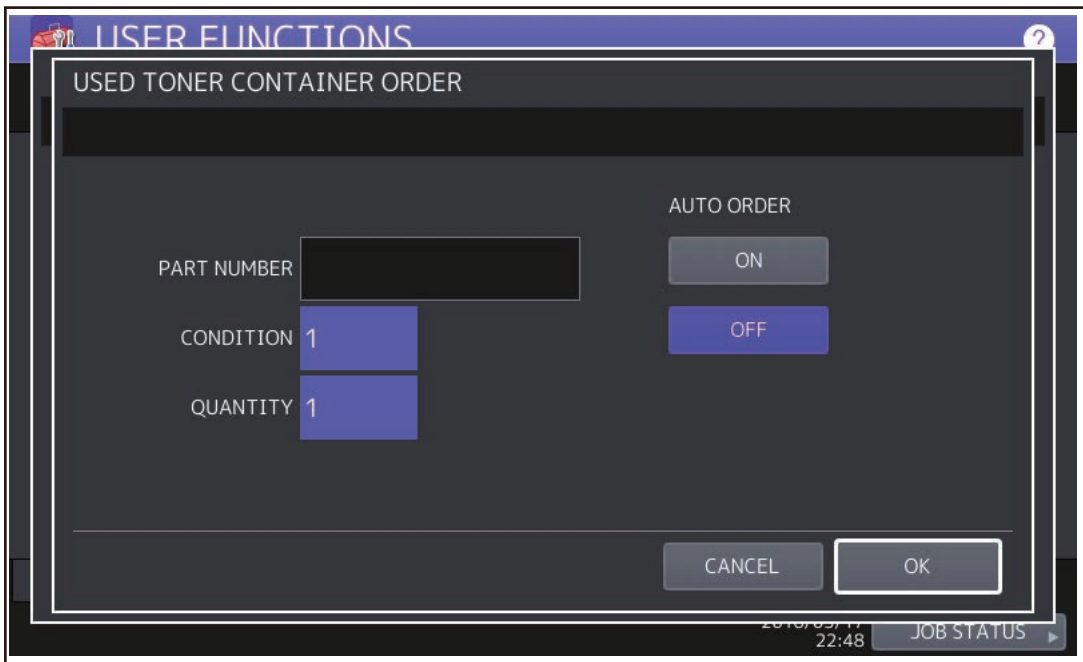 USER FUNCTIONS
?
USED TONER CONTAINER ORDER
AUTO ORDER
PART NUMBER
ON
CONDITION 1
OFF
QUANTITY 1
CANCEL
OK
22:48
JOB STATUS